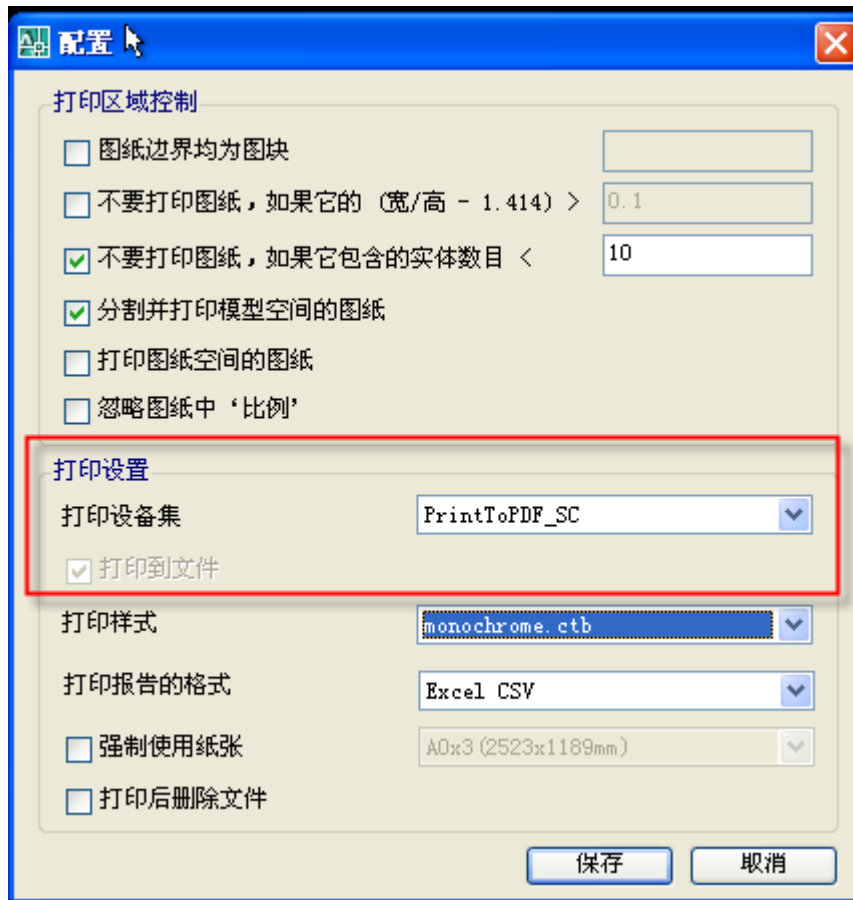 配置
打印区域控制
图纸边界均为图块
不要打印图纸，如果它的 (宽/高 - 1.414) > 0.1
不要打印图纸，如果它包含的实体数目 < 10
分割并打印模型空间的图纸
打印图纸空间的图纸
忽略图纸中‘比例’
打印设置
打印设备集 PrintToPDF_SC
打印到文件
打印样式 monochrome.ctb
打印报告的格式 Excel CSV
强制使用纸张 A0x3(2523x1189mm)
打印后删除文件
保存 取消